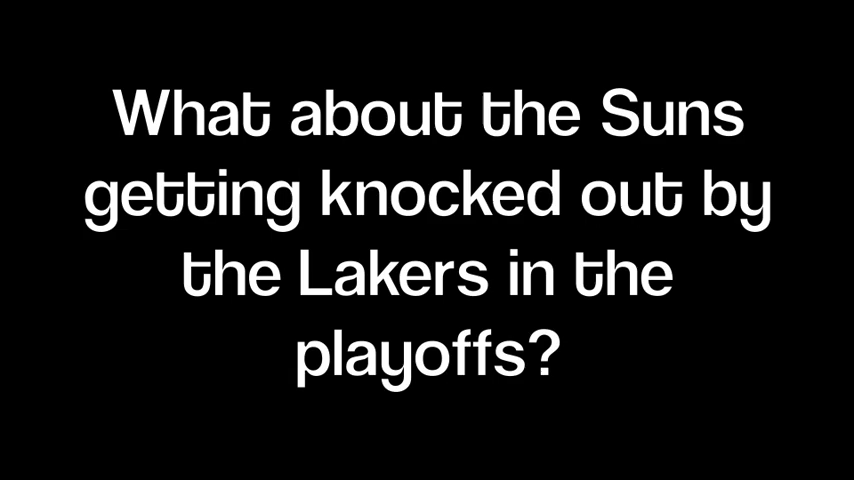 What about the Suns
getting knocked out by
the Lakers in the
playoffs?